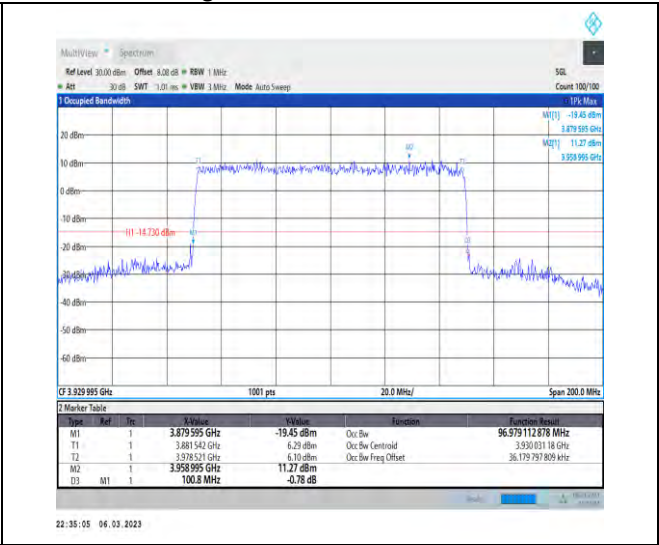 MultiView Spectrum
Ref Level 30.00 dBm Offset 8.08 dB RBW 1 MHz SGL
Att 30 dB SWT 1.01 ms VBW 3 MHz Mode Auto Sweep Count 100/100
1 Occupied Bandwidth 1Pk Max
M1[1] -19.45 dBm
3.879 595 GHz
M2[1] 11.27 dBm
3.958 995 GHz
20 dBm
M2
10 dBm
T1
0 dBm
-10 dBm
H1 -14.730 dBm M1
-20 dBm
D3
-30 dBm
-40 dBm
-50 dBm
-60 dBm
CF 3.929 995 GHz 1001 pts 20.0 MHz/ Span 200.0 MHz
2 Marker Table
Type Ref Trc X-Value Y-Value Function Function Result
M1 1 3.879 595 GHz -19.45 dBm Occ Bw 96.979 112 878 MHz
T1 1 3.881 542 GHz 6.29 dBm Occ Bw Centroid 3.930 031 18 GHz
T2 1 3.978 521 GHz 6.10 dBm Occ Bw Freq Offset 36.179 797 809 kHz
M2 1 3.958 995 GHz 11.27 dBm
D3 M1 1 100.8 MHz -0.78 dB
22:35:05 06.03.2023